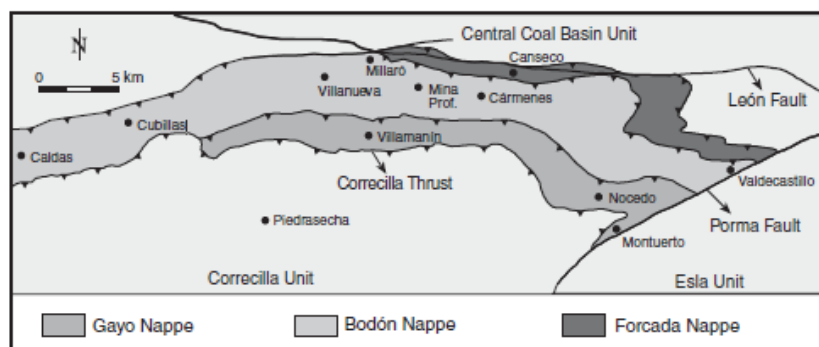 Central Coal Basin Unit
N
Canseco
0 5 km
Millaró
Villanueva
Mina
Prof.
Cármenes
León Fault
Cubillas
Villamanín
Caldas
Correcilla Thrust
Valdecastillo
Nocedo
Piedrasecha
Porma Fault
Montuerto
Correcilla Unit
Esla Unit
Gayo Nappe
Bodón Nappe
Forcada Nappe